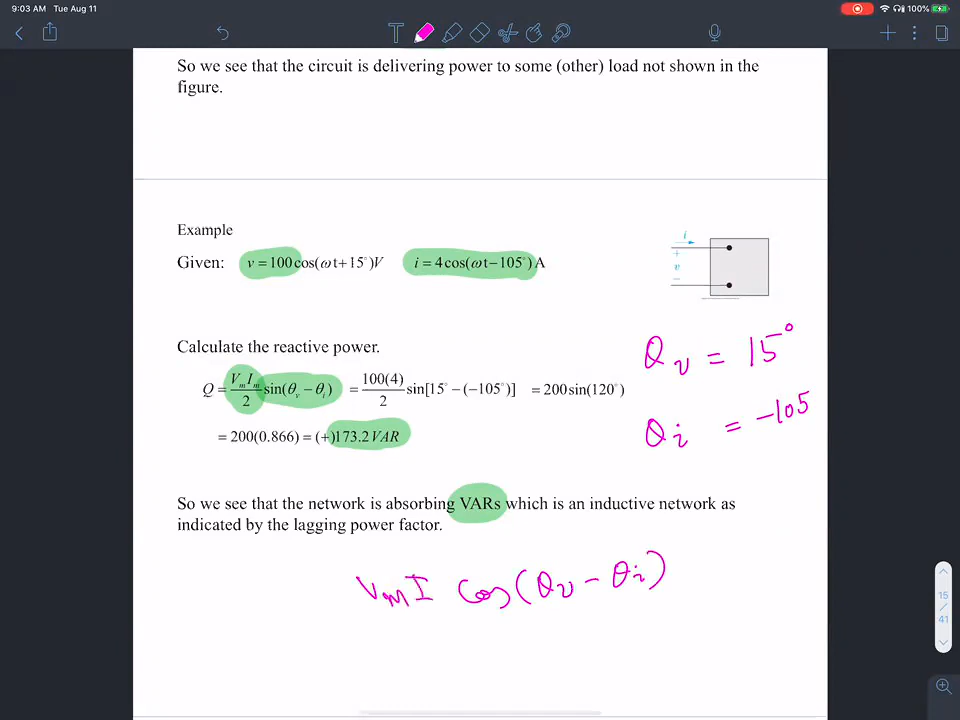 9:03 AM Tue Aug 11
100%
So we see that the circuit is delivering power to some (other) load not shown in the
figure.
Example
Given: v = 100cos(ωt+15°)V i = 4cos(ωt−105°)A
i
+
v
−
Calculate the reactive power.
Q = VmIm/2 sin(θv − θi) = 100(4)/2 sin[15° − (−105°)] = 200sin(120°)
= 200(0.866) = (+)173.2VAR
θv = 15°
θi = −105
So we see that the network is absorbing VARs which is an inductive network as
indicated by the lagging power factor.
VmI cos(θv − θi)
15
/
41